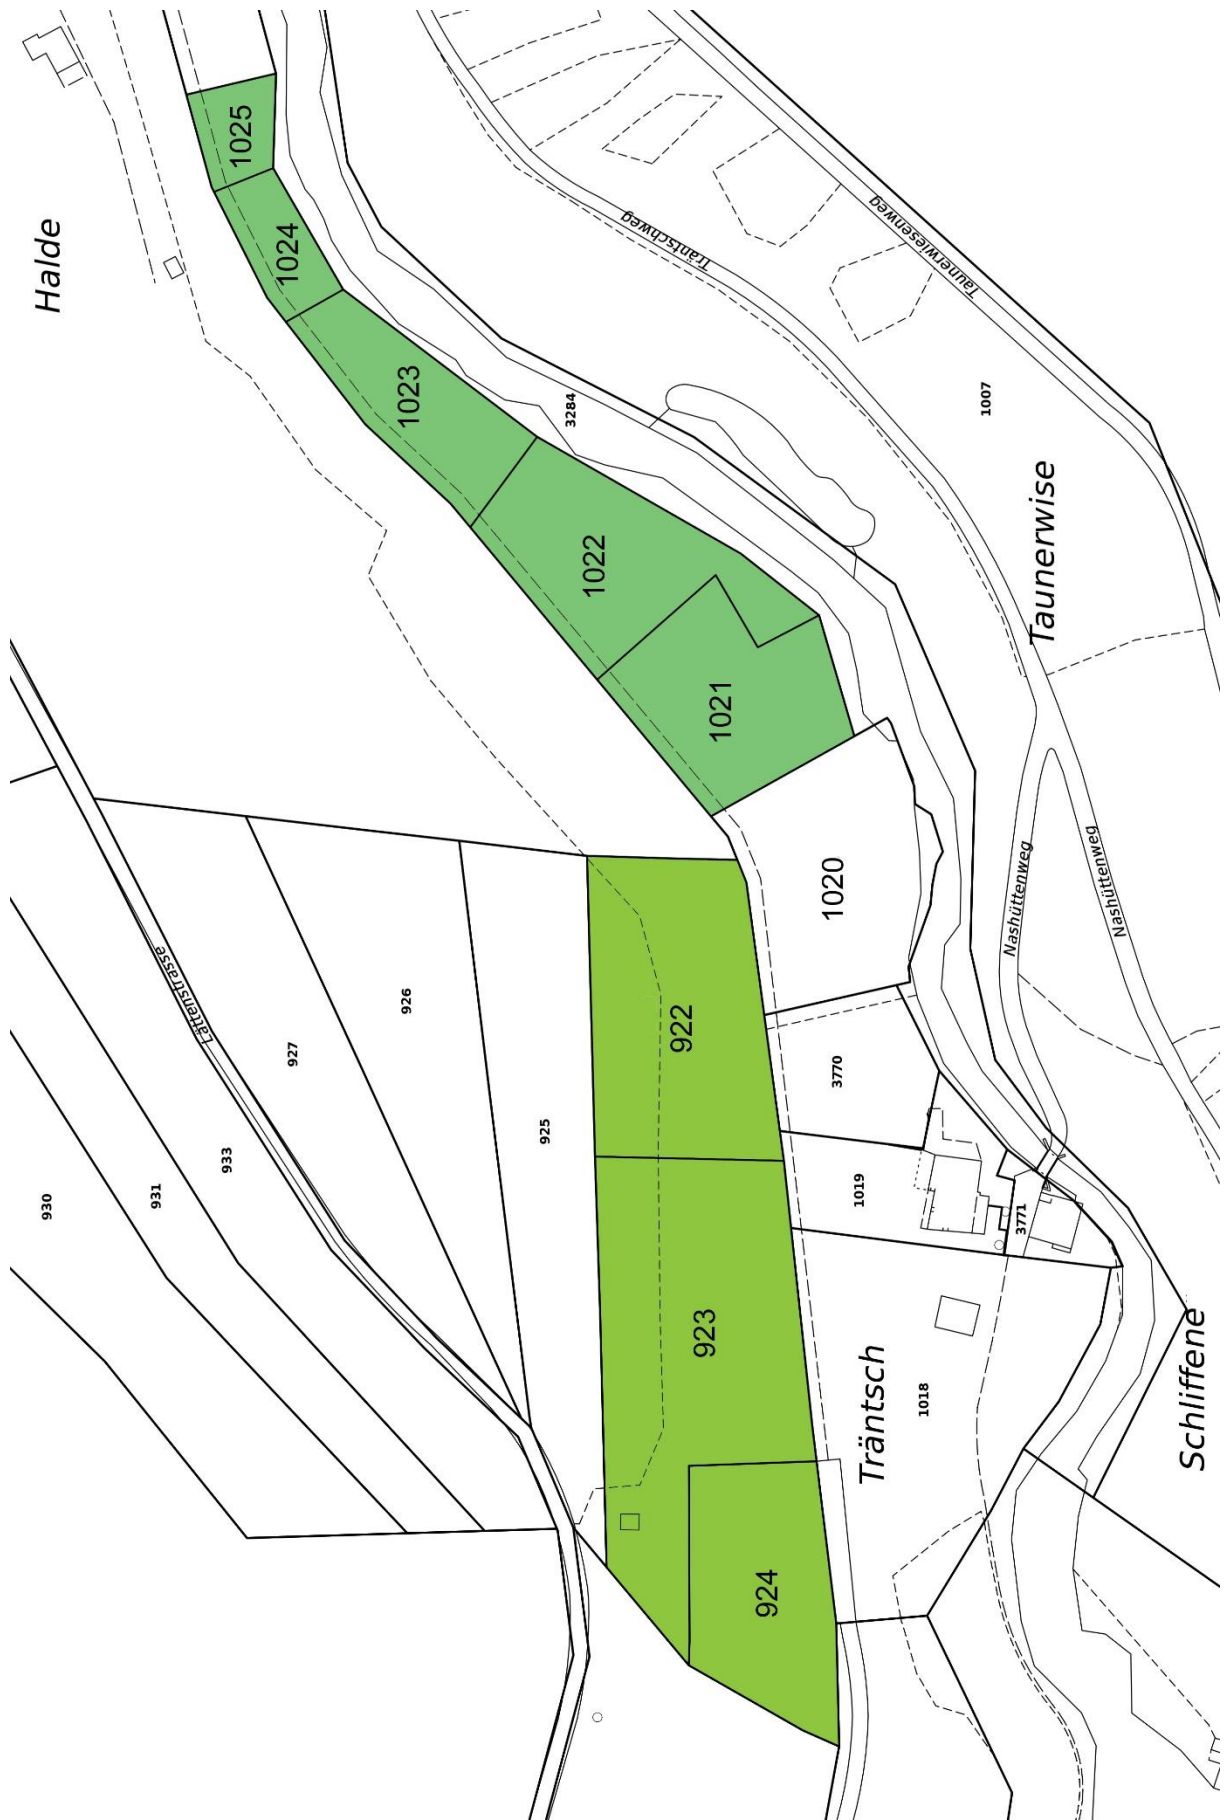 Halde
1025
1024
1023
1022
1021
1020
3284
1007
Träntschweg
Taunerwiesenweg
Taunerwise
Nashüttenweg
Nashüttenweg
Lättenstrasse
922
923
924
925
926
927
933
931
930
3770
1019
3771
1018
Träntsch
Schliffene